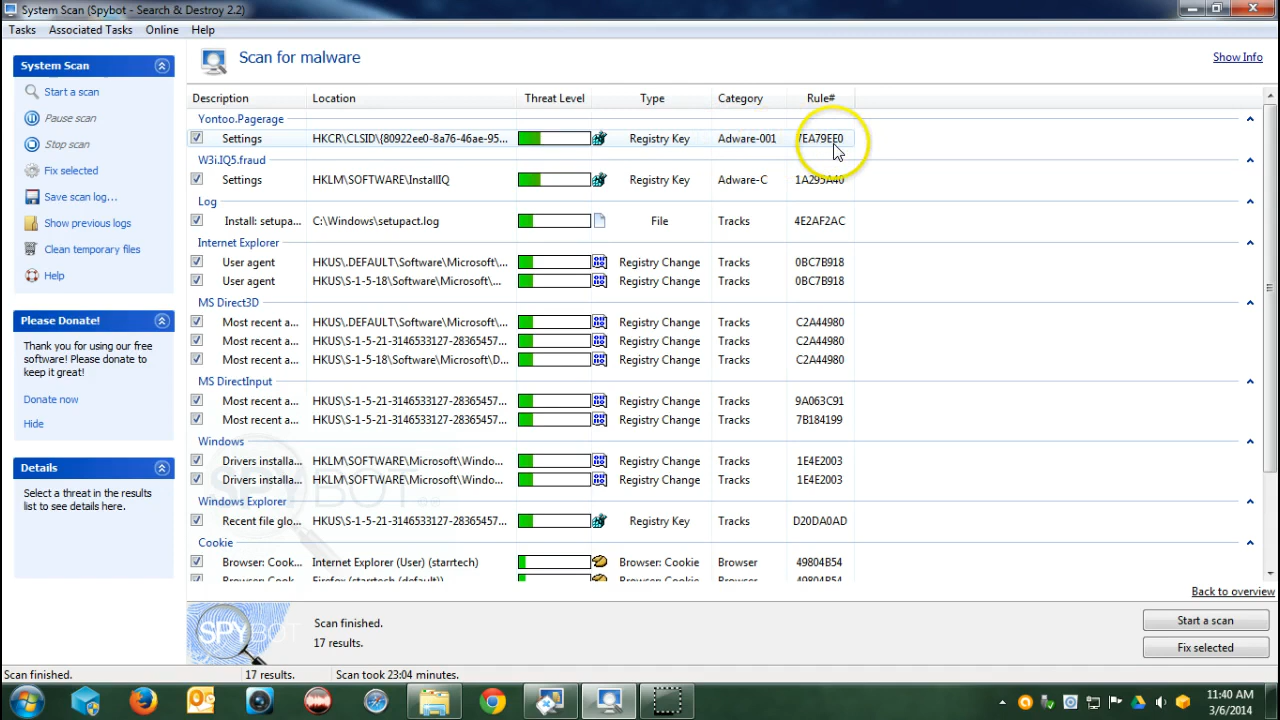 System Scan (Spybot - Search & Destroy 2.2)
Tasks Associated Tasks Online Help
System Scan
Start a scan
Pause scan
Stop scan
Fix selected
Save scan log...
Show previous logs
Clean temporary files
Help
Please Donate!
Thank you for using our free
software! Please donate to
keep it great!
Donate now
Hide
Details
Select a threat in the results
list to see details here.
Scan for malware
Show Info
Description Location Threat Level Type Category Rule#
Yontoo.Pagerage
Settings HKCR\CLSID\{80922ee0-8a76-46ae-95... Registry Key Adware-001 7EA79EE0
W3i.IQ5.fraud
Settings HKLM\SOFTWARE\InstallIQ Registry Key Adware-C 1A295A40
Log
Install: setupa... C:\Windows\setupact.log File Tracks 4E2AF2AC
Internet Explorer
User agent HKUS\.DEFAULT\Software\Microsoft\... Registry Change Tracks 0BC7B918
User agent HKUS\S-1-5-18\Software\Microsoft\... Registry Change Tracks 0BC7B918
MS Direct3D
Most recent a... HKUS\.DEFAULT\Software\Microsoft\... Registry Change Tracks C2A44980
Most recent a... HKUS\S-1-5-21-3146533127-28365457... Registry Change Tracks C2A44980
Most recent a... HKUS\S-1-5-18\Software\Microsoft\D... Registry Change Tracks C2A44980
MS DirectInput
Most recent a... HKUS\S-1-5-21-3146533127-28365457... Registry Change Tracks 9A063C91
Most recent a... HKUS\S-1-5-21-3146533127-28365457... Registry Change Tracks 7B184199
Windows
Drivers installa... HKLM\SOFTWARE\Microsoft\Windo... Registry Change Tracks 1E4E2003
Drivers installa... HKLM\SOFTWARE\Microsoft\Windo... Registry Change Tracks 1E4E2003
Windows Explorer
Recent file glo... HKUS\S-1-5-21-3146533127-28365457... Registry Key Tracks D20DA0AD
Cookie
Browser: Cook... Internet Explorer (User) (startech) Browser: Cookie Browser 49804B54
Browser: Cook... Firefox (startech (default)) Browser: Cookie Browser 49804B54
SPYBOT
Back to overview
SPYBOT
Scan finished.
17 results.
Start a scan
Fix selected
Scan finished. 17 results. Scan took 23:04 minutes.
11:40 AM
3/6/2014